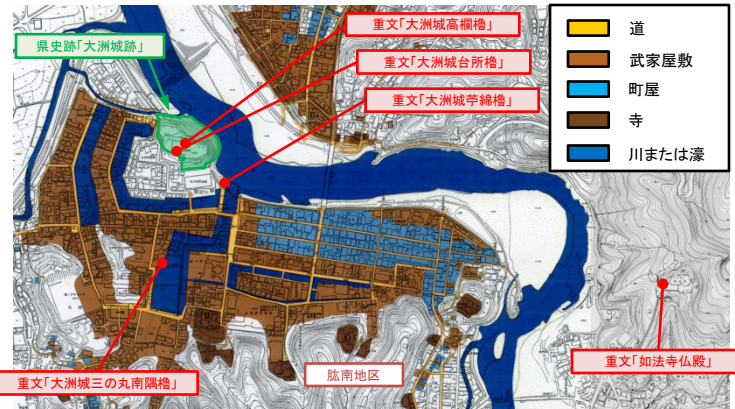 県史跡「大洲城跡」
重文「大洲城高欄櫓」
重文「大洲城台所櫓」
重文「大洲城苧綿櫓」
道
武家屋敷
町屋
寺
川または濠
重文「大洲城三の丸南隅櫓」
肱南地区
重文「如法寺仏殿」